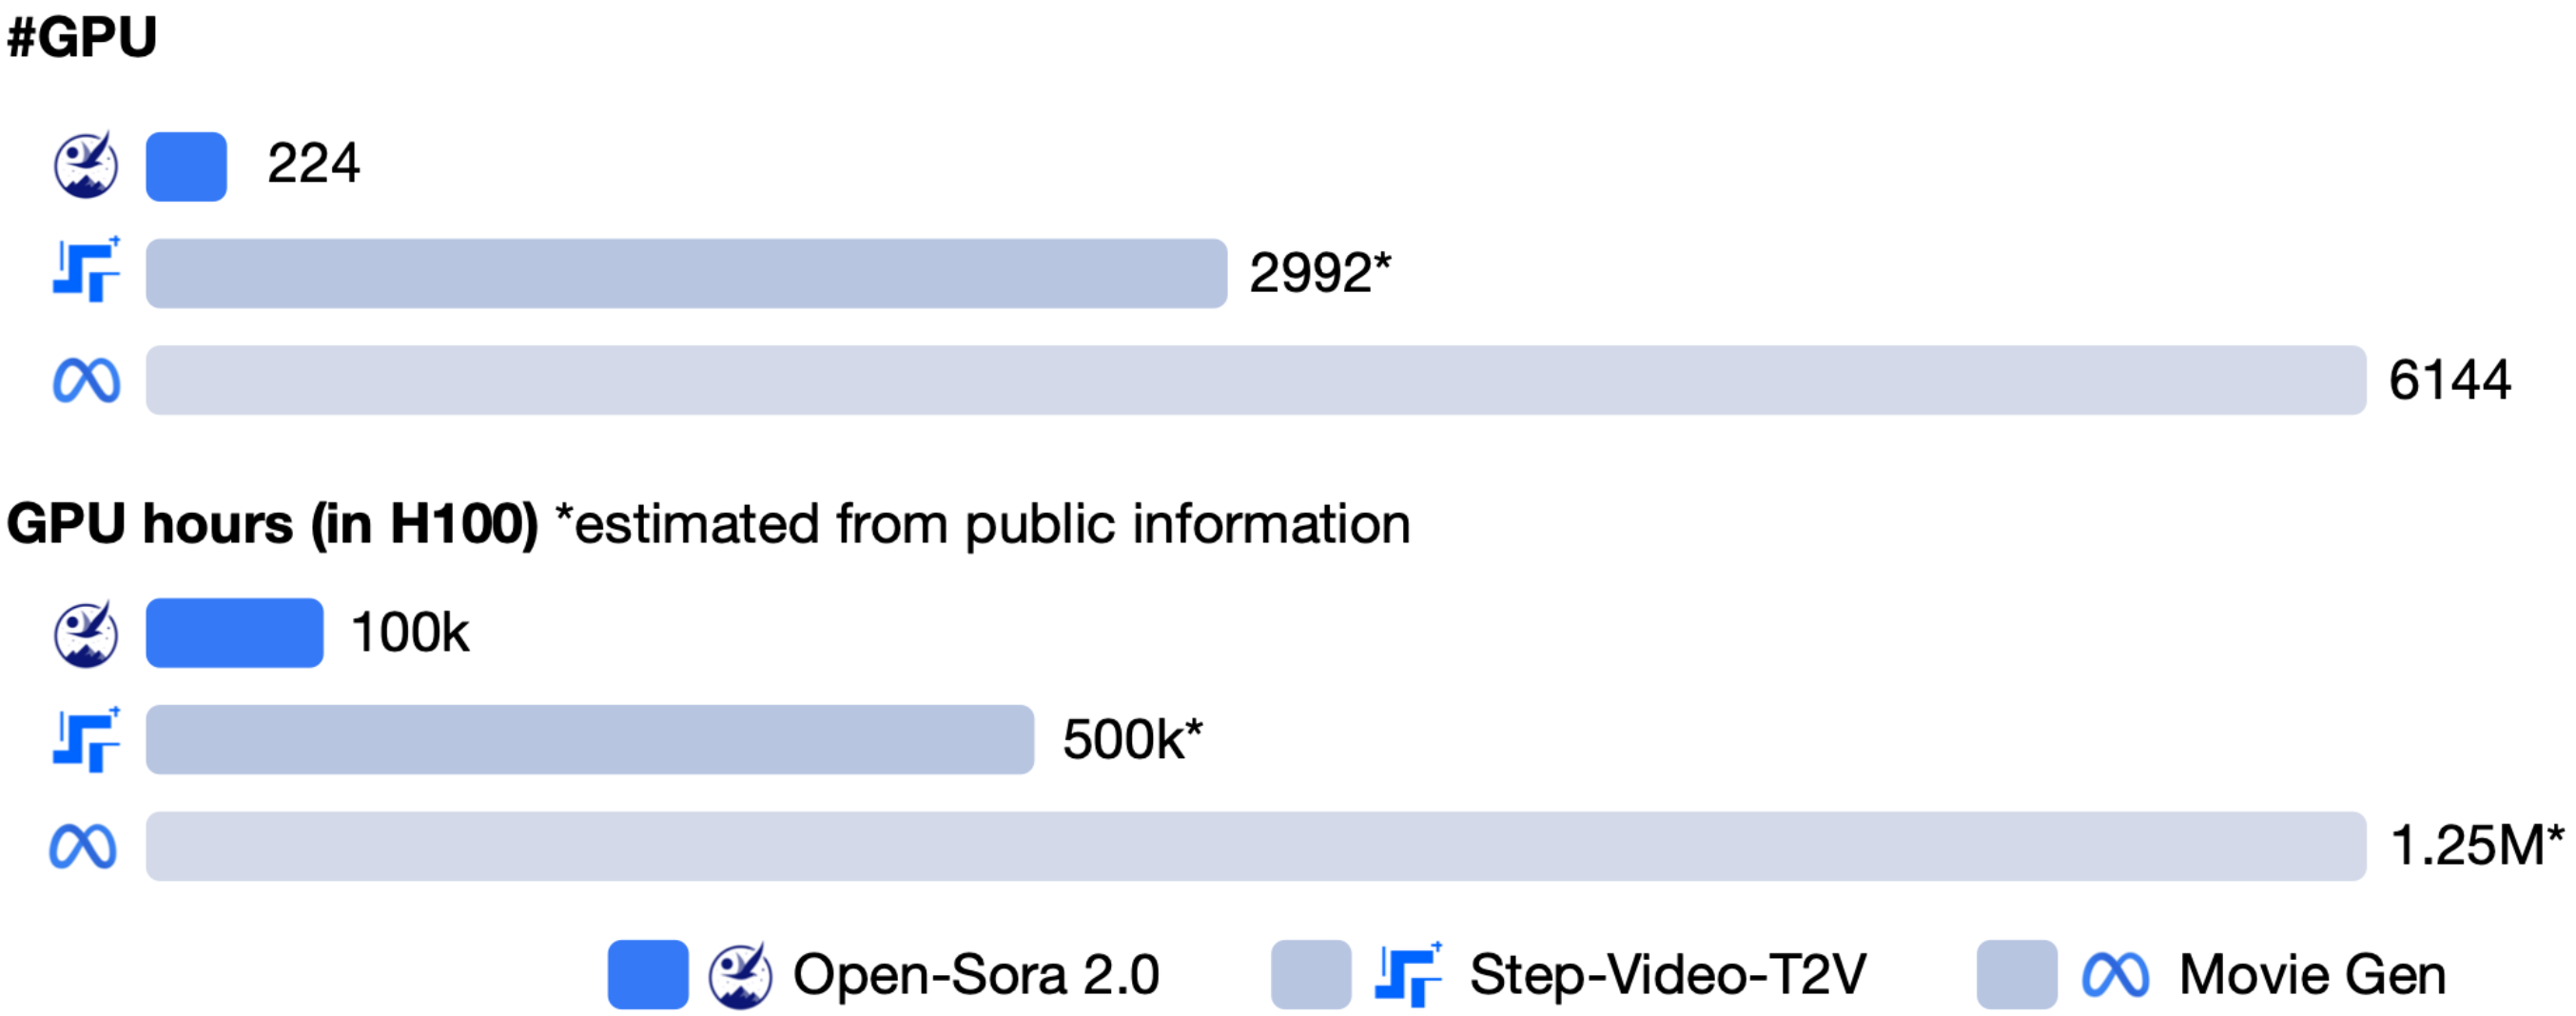 #GPU
224
2992*
6144
GPU hours (in H100) *estimated from public information
100k
500k*
1.25M*
Open-Sora 2.0 Step-Video-T2V Movie Gen